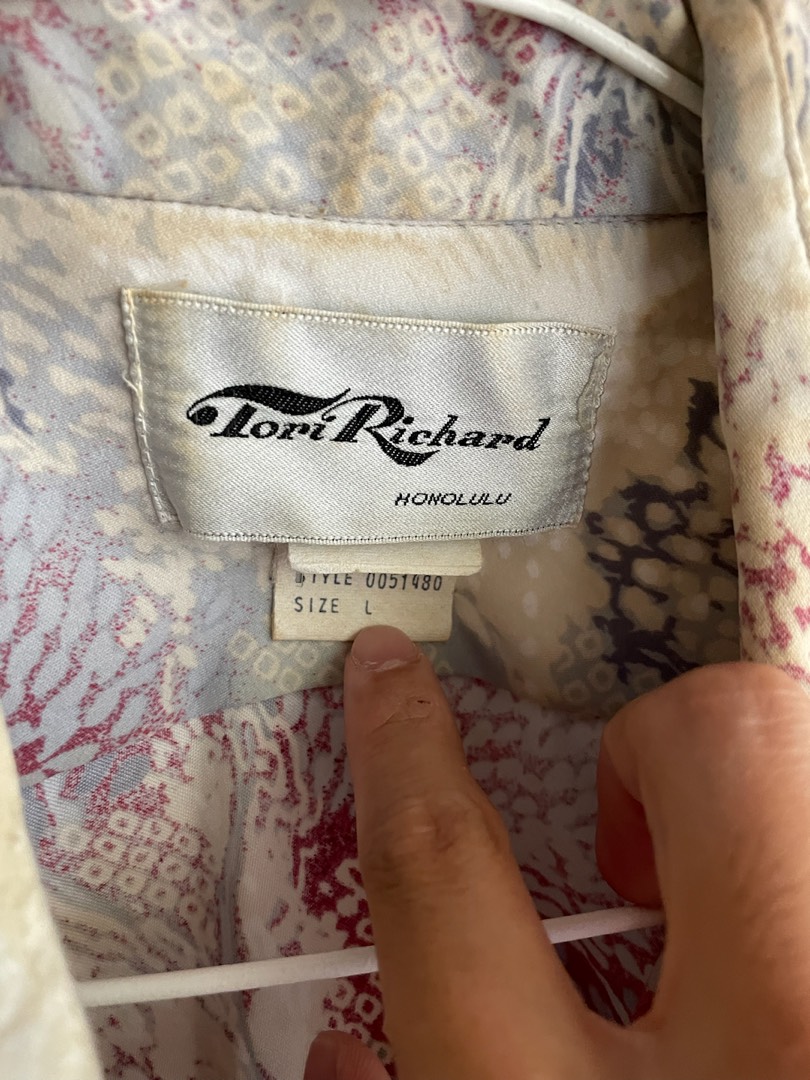 Tori Richard
HONOLULU
STYLE 0051480
SIZE L